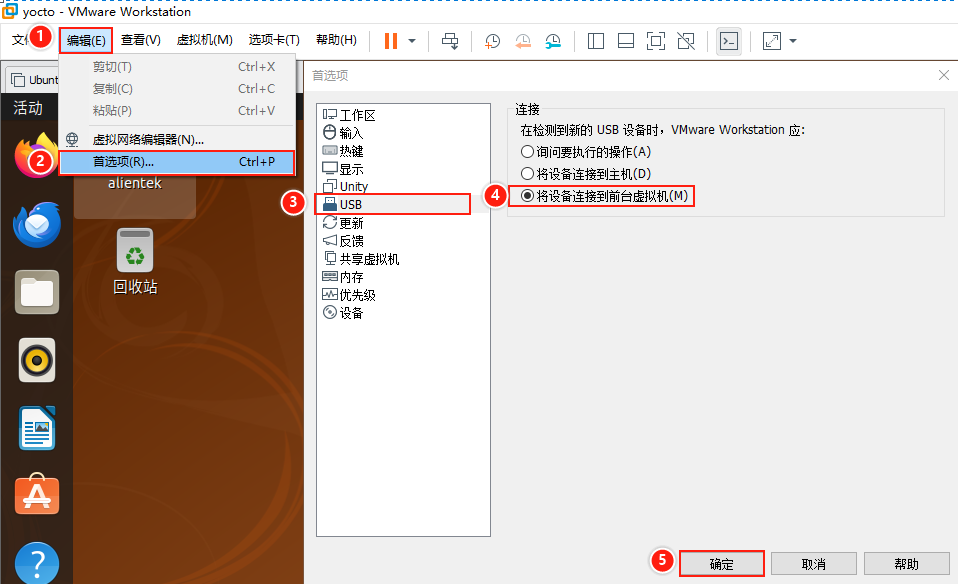 yocto - VMware Workstation
文 1 编辑(E) 查看(V) 虚拟机(M) 选项卡(T) 帮助(H)
剪切(T) Ctrl+X
复制(C) Ctrl+C
粘贴(P) Ctrl+V
虚拟网络编辑器(N)...
2 首选项(R)... Ctrl+P
Ubunt
活动
alientek
回收站
首选项
工作区
输入
热键
显示
Unity
3 USB
更新
反馈
共享虚拟机
内存
优先级
设备
连接
在检测到新的 USB 设备时，VMware Workstation 应:
询问要执行的操作(A)
将设备连接到主机(D)
4 将设备连接到前台虚拟机(M)
5 确定 取消 帮助